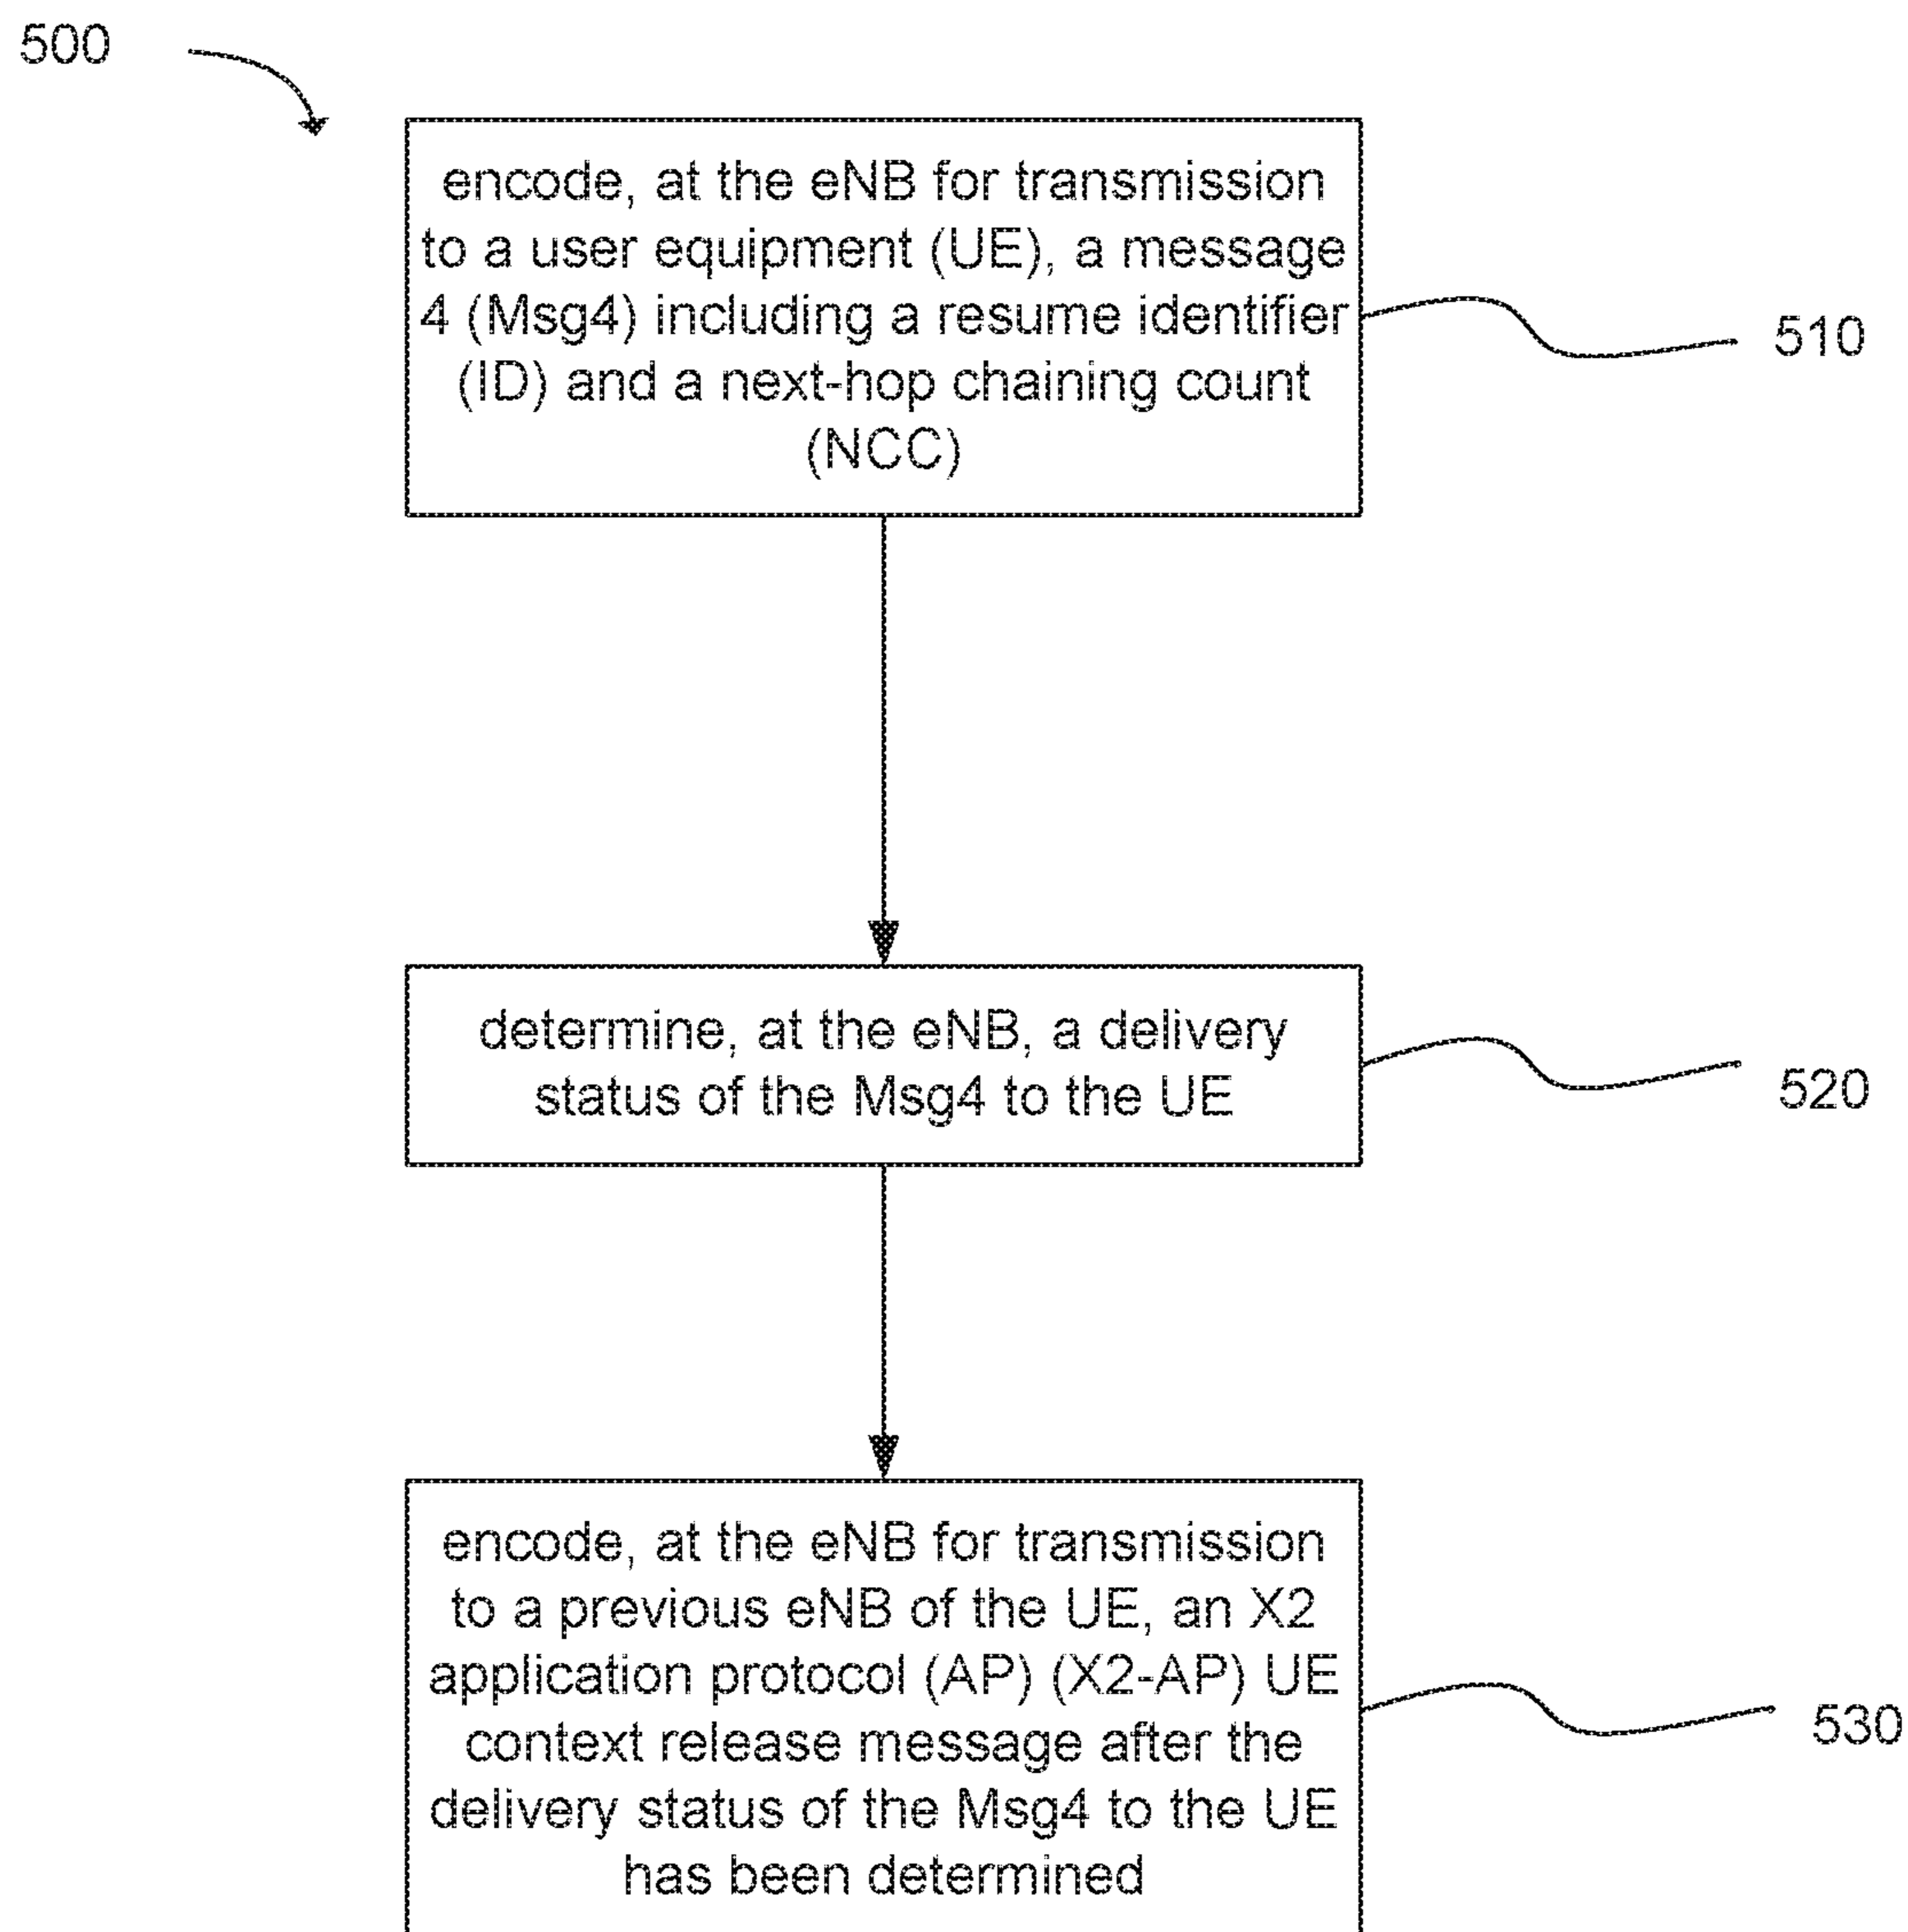 500
encode, at the eNB for transmission
to a user equipment (UE), a message
4 (Msg4) including a resume identifier
(ID) and a next-hop chaining count
(NCC)
510
determine, at the eNB, a delivery
status of the Msg4 to the UE
520
encode, at the eNB for transmission
to a previous eNB of the UE, an X2
application protocol (AP) (X2-AP) UE
context release message after the
delivery status of the Msg4 to the UE
has been determined
530